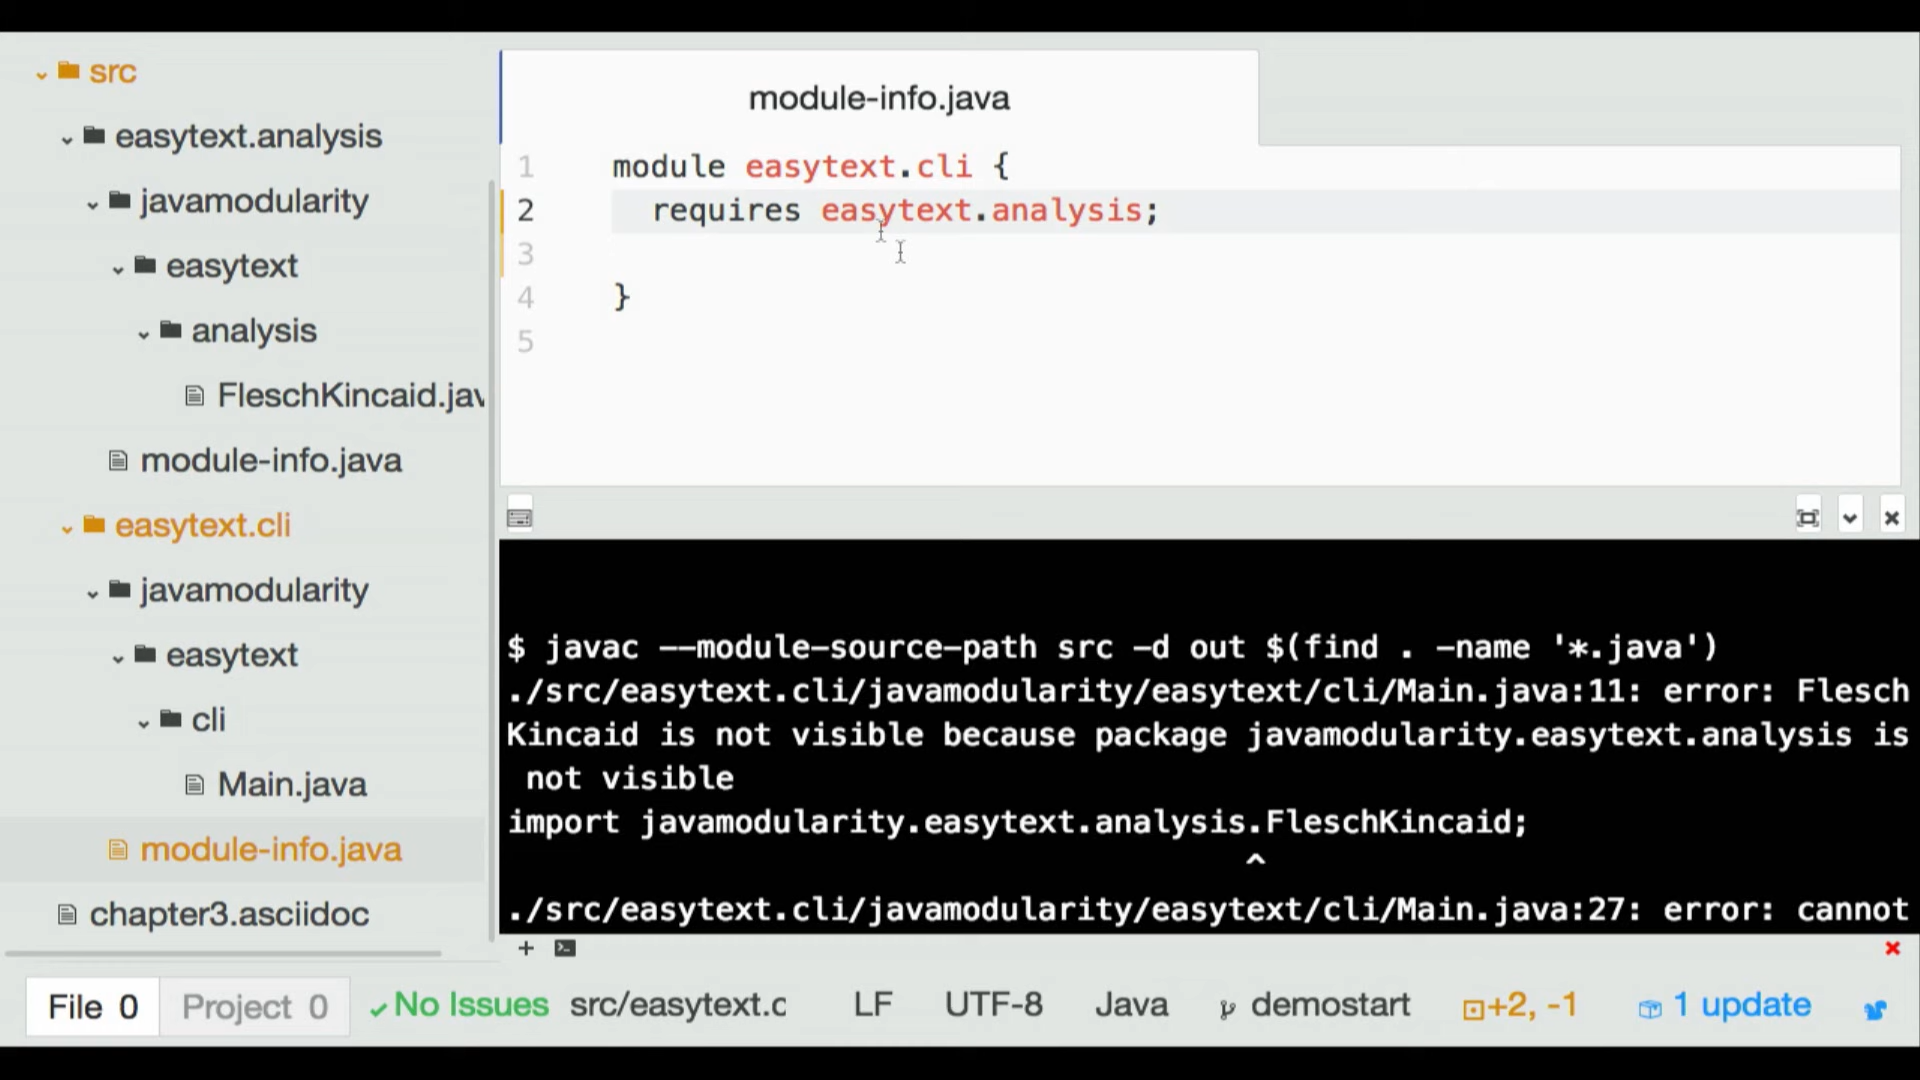 src
easytext.analysis
javamodularity
easytext
analysis
FleschKincaid.jav
module-info.java
easytext.cli
javamodularity
easytext
cli
Main.java
module-info.java
chapter3.asciidoc
module-info.java
1 module easytext.cli {
2 requires easytext.analysis;
3
4 }
5
$ javac --module-source-path src -d out $(find . -name '*.java')
./src/easytext.cli/javamodularity/easytext/cli/Main.java:11: error: Flesch
Kincaid is not visible because package javamodularity.easytext.analysis is
not visible
import javamodularity.easytext.analysis.FleschKincaid;
^
./src/easytext.cli/javamodularity/easytext/cli/Main.java:27: error: cannot
File 0 Project 0 No Issues src/easytext.c LF UTF-8 Java demostart +2, -1 1 update